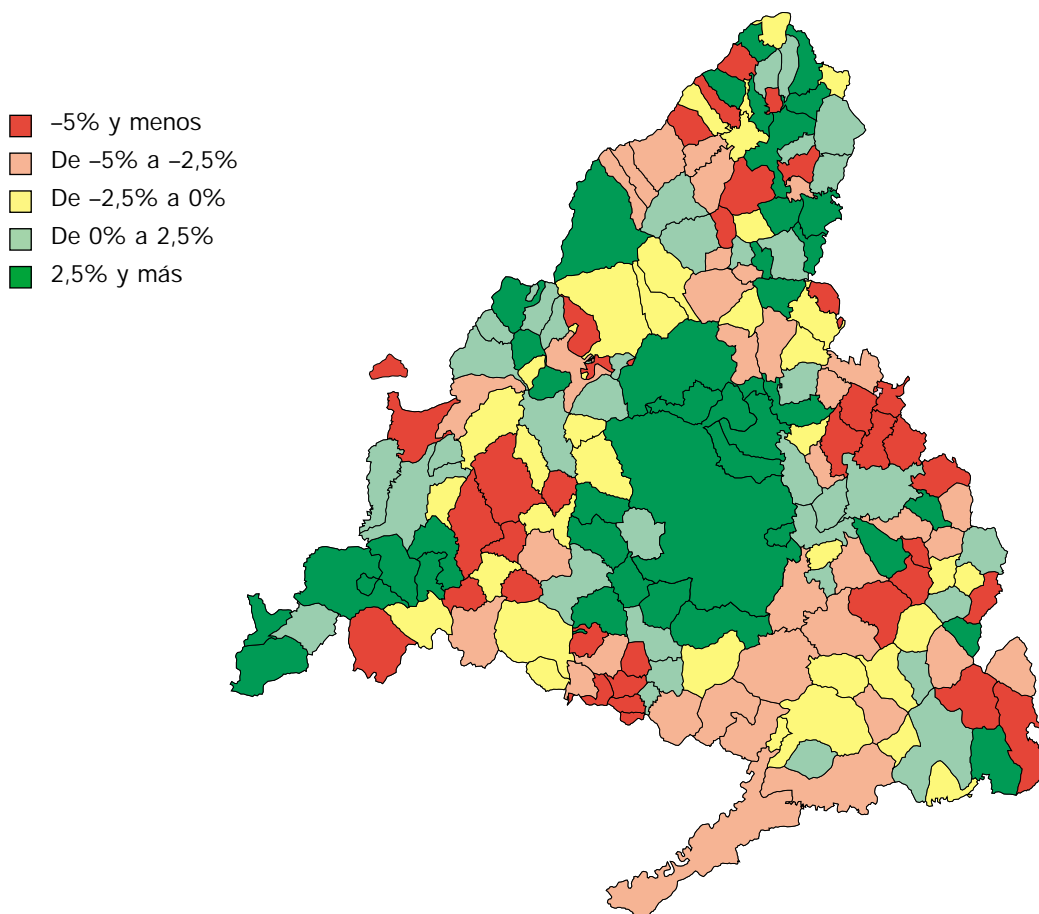 –5% y menos
De –5% a –2,5%
De –2,5% a 0%
De 0% a 2,5%
2,5% y más